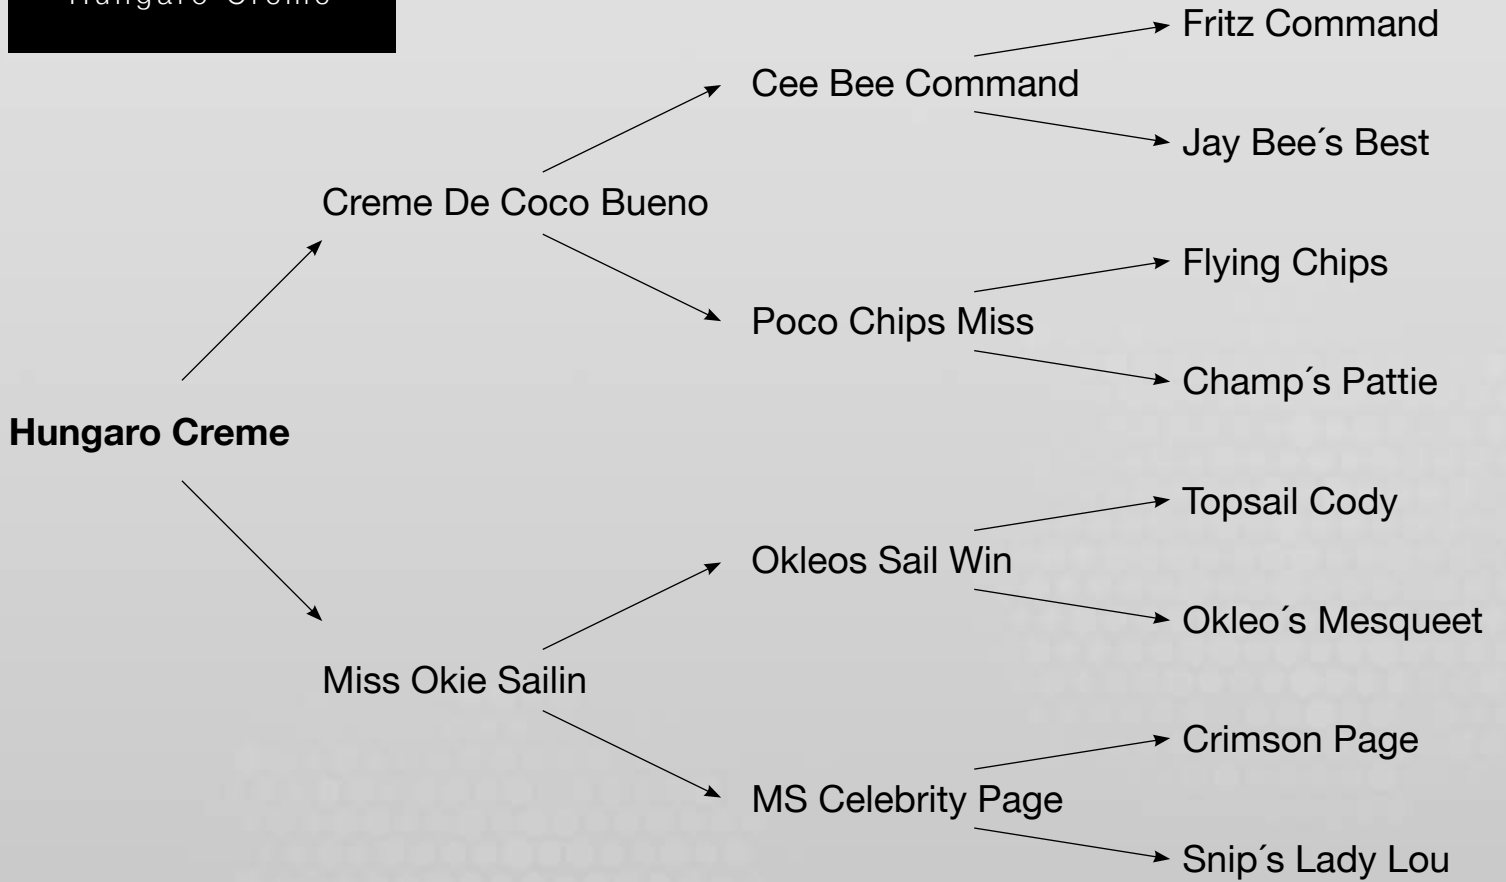 Hungaro Creme
Fritz Command
Cee Bee Command
Jay Bee´s Best
Creme De Coco Bueno
Flying Chips
Poco Chips Miss
Champ´s Pattie
Hungaro Creme
Topsail Cody
Okleos Sail Win
Okleo´s Mesqueet
Miss Okie Sailin
Crimson Page
MS Celebrity Page
Snip´s Lady Lou